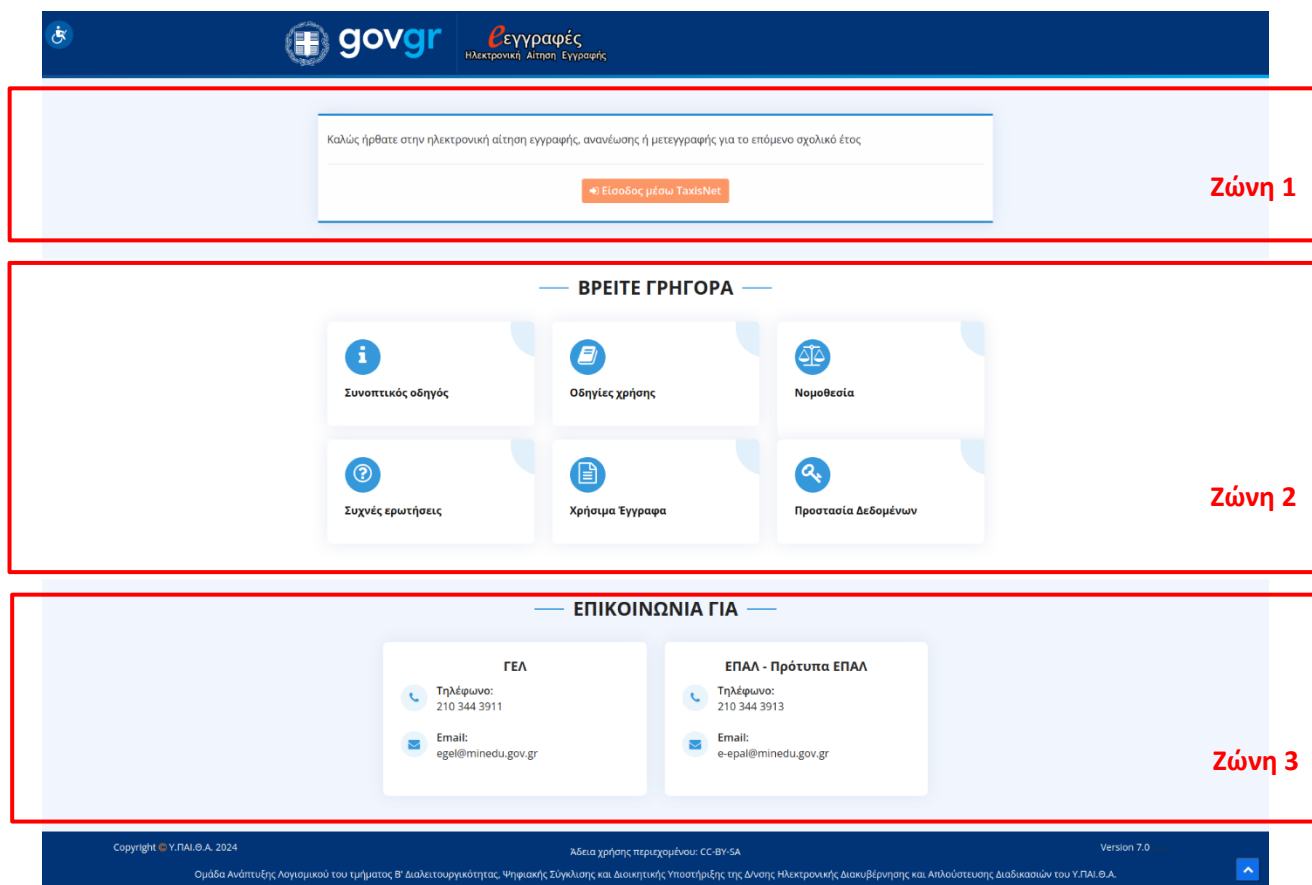 govgr
eεγγραφές
Ηλεκτρονική Αίτηση Εγγραφής
Καλώς ήρθατε στην ηλεκτρονική αίτηση εγγραφής, ανανέωσης ή μετεγγραφής για το επόμενο σχολικό έτος
Είσοδος μέσω TaxisNet
Ζώνη 1
ΒΡΕΙΤΕ ΓΡΗΓΟΡΑ
Συνοπτικός οδηγός
Οδηγίες χρήσης
Νομοθεσία
Συχνές ερωτήσεις
Χρήσιμα Έγγραφα
Προστασία Δεδομένων
Ζώνη 2
ΕΠΙΚΟΙΝΩΝΙΑ ΓΙΑ
ΓΕΛ
Τηλέφωνο:
210 344 3911
Email:
egel@minedu.gov.gr
ΕΠΑΛ - Πρότυπα ΕΠΑΛ
Τηλέφωνο:
210 344 3913
Email:
e-epal@minedu.gov.gr
Ζώνη 3
Copyright © Υ.ΠΑΙ.Θ.Α. 2024
Άδεια χρήσης περιεχομένου: CC-BY-SA
Version 7.0
Ομάδα Ανάπτυξης Λογισμικού του τμήματος Β' Διαλειτουργικότητας, Ψηφιακής Σύγκλισης και Διοικητικής Υποστήριξης της Δ/νσης Ηλεκτρονικής Διακυβέρνησης και Απλούστευσης Διαδικασιών του Υ.ΠΑΙ.Θ.Α.